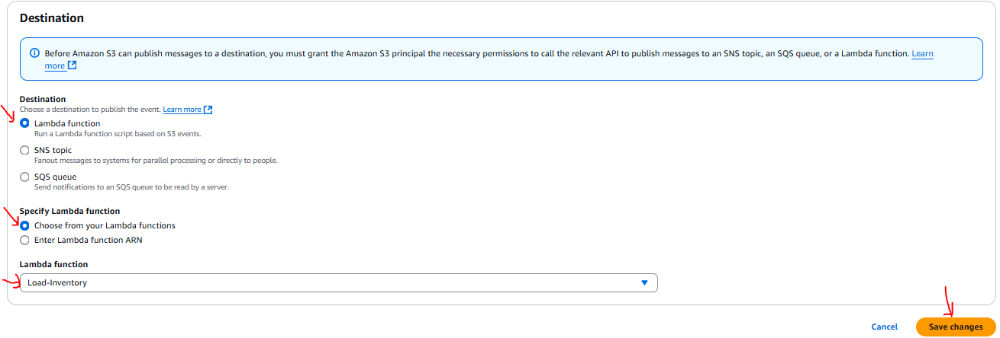 Destination
Before Amazon S3 can publish messages to a destination, you must grant the Amazon S3 principal the necessary permissions to call the relevant API to publish messages to an SNS topic, an SQS queue, or a Lambda function. Learn
more
Destination
Choose a destination to publish the event. Learn more
Lambda function
Run a Lambda function script based on S3 events.
SNS topic
Fanout messages to systems for parallel processing or directly to people.
SQS queue
Send notifications to an SQS queue to be read by a server.
Specify Lambda function
Choose from your Lambda functions
Enter Lambda function ARN
Lambda function
Load-Inventory
Cancel Save changes